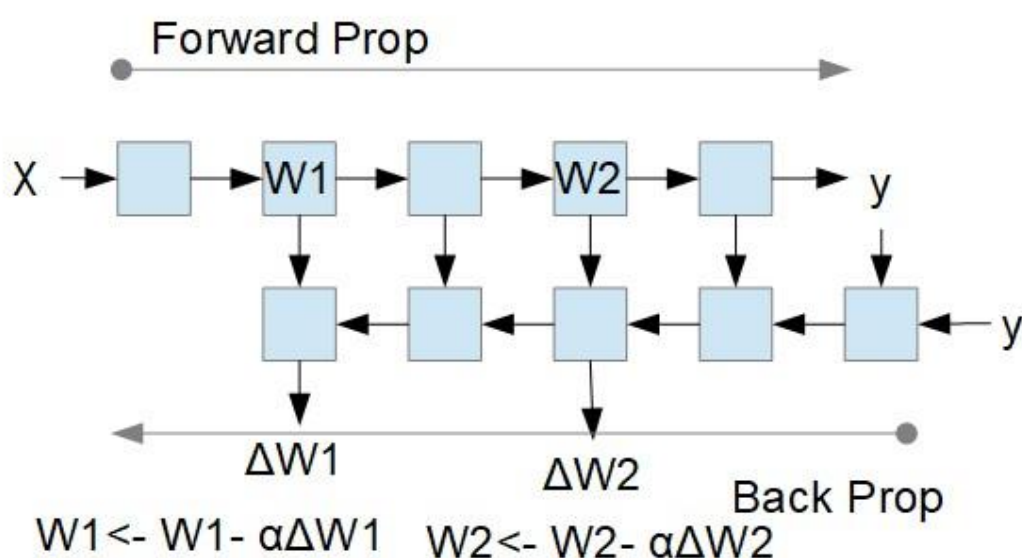 Forward Prop
X W1 W2 y
y
ΔW1 ΔW2
Back Prop
W1<- W1- αΔW1 W2<- W2- αΔW2